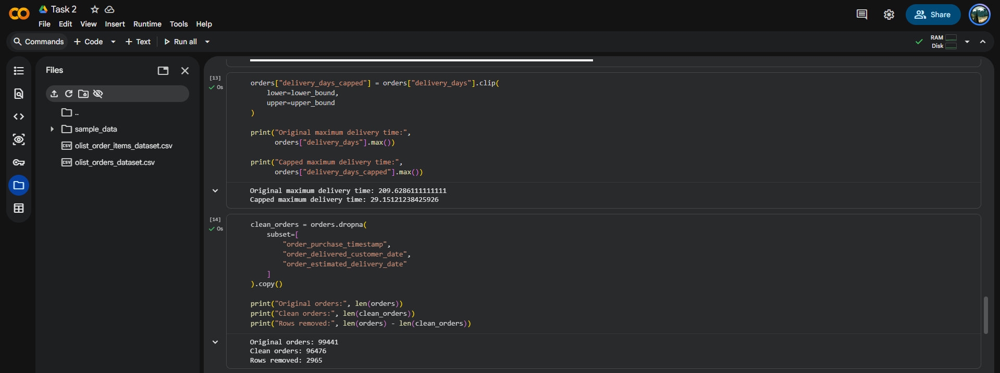 Task 2
File Edit View Insert Runtime Tools Help
Share
Commands + Code + Text Run all
RAM
Disk
Files
..
sample_data
CSV olist_order_items_dataset.csv
CSV olist_orders_dataset.csv
[13]
0s
orders["delivery_days_capped"] = orders["delivery_days"].clip(
    lower=lower_bound,
    upper=upper_bound
)
print("Original maximum delivery time:",
      orders["delivery_days"].max())
print("Capped maximum delivery time:",
      orders["delivery_days_capped"].max())
Original maximum delivery time: 209.6286111111111
Capped maximum delivery time: 29.15121238425926
[14]
0s
clean_orders = orders.dropna(
    subset=[
        "order_purchase_timestamp",
        "order_delivered_customer_date",
        "order_estimated_delivery_date"
    ]
).copy()
print("Original orders:", len(orders))
print("Clean orders:", len(clean_orders))
print("Rows removed:", len(orders) - len(clean_orders))
Original orders: 99441
Clean orders: 96476
Rows removed: 2965